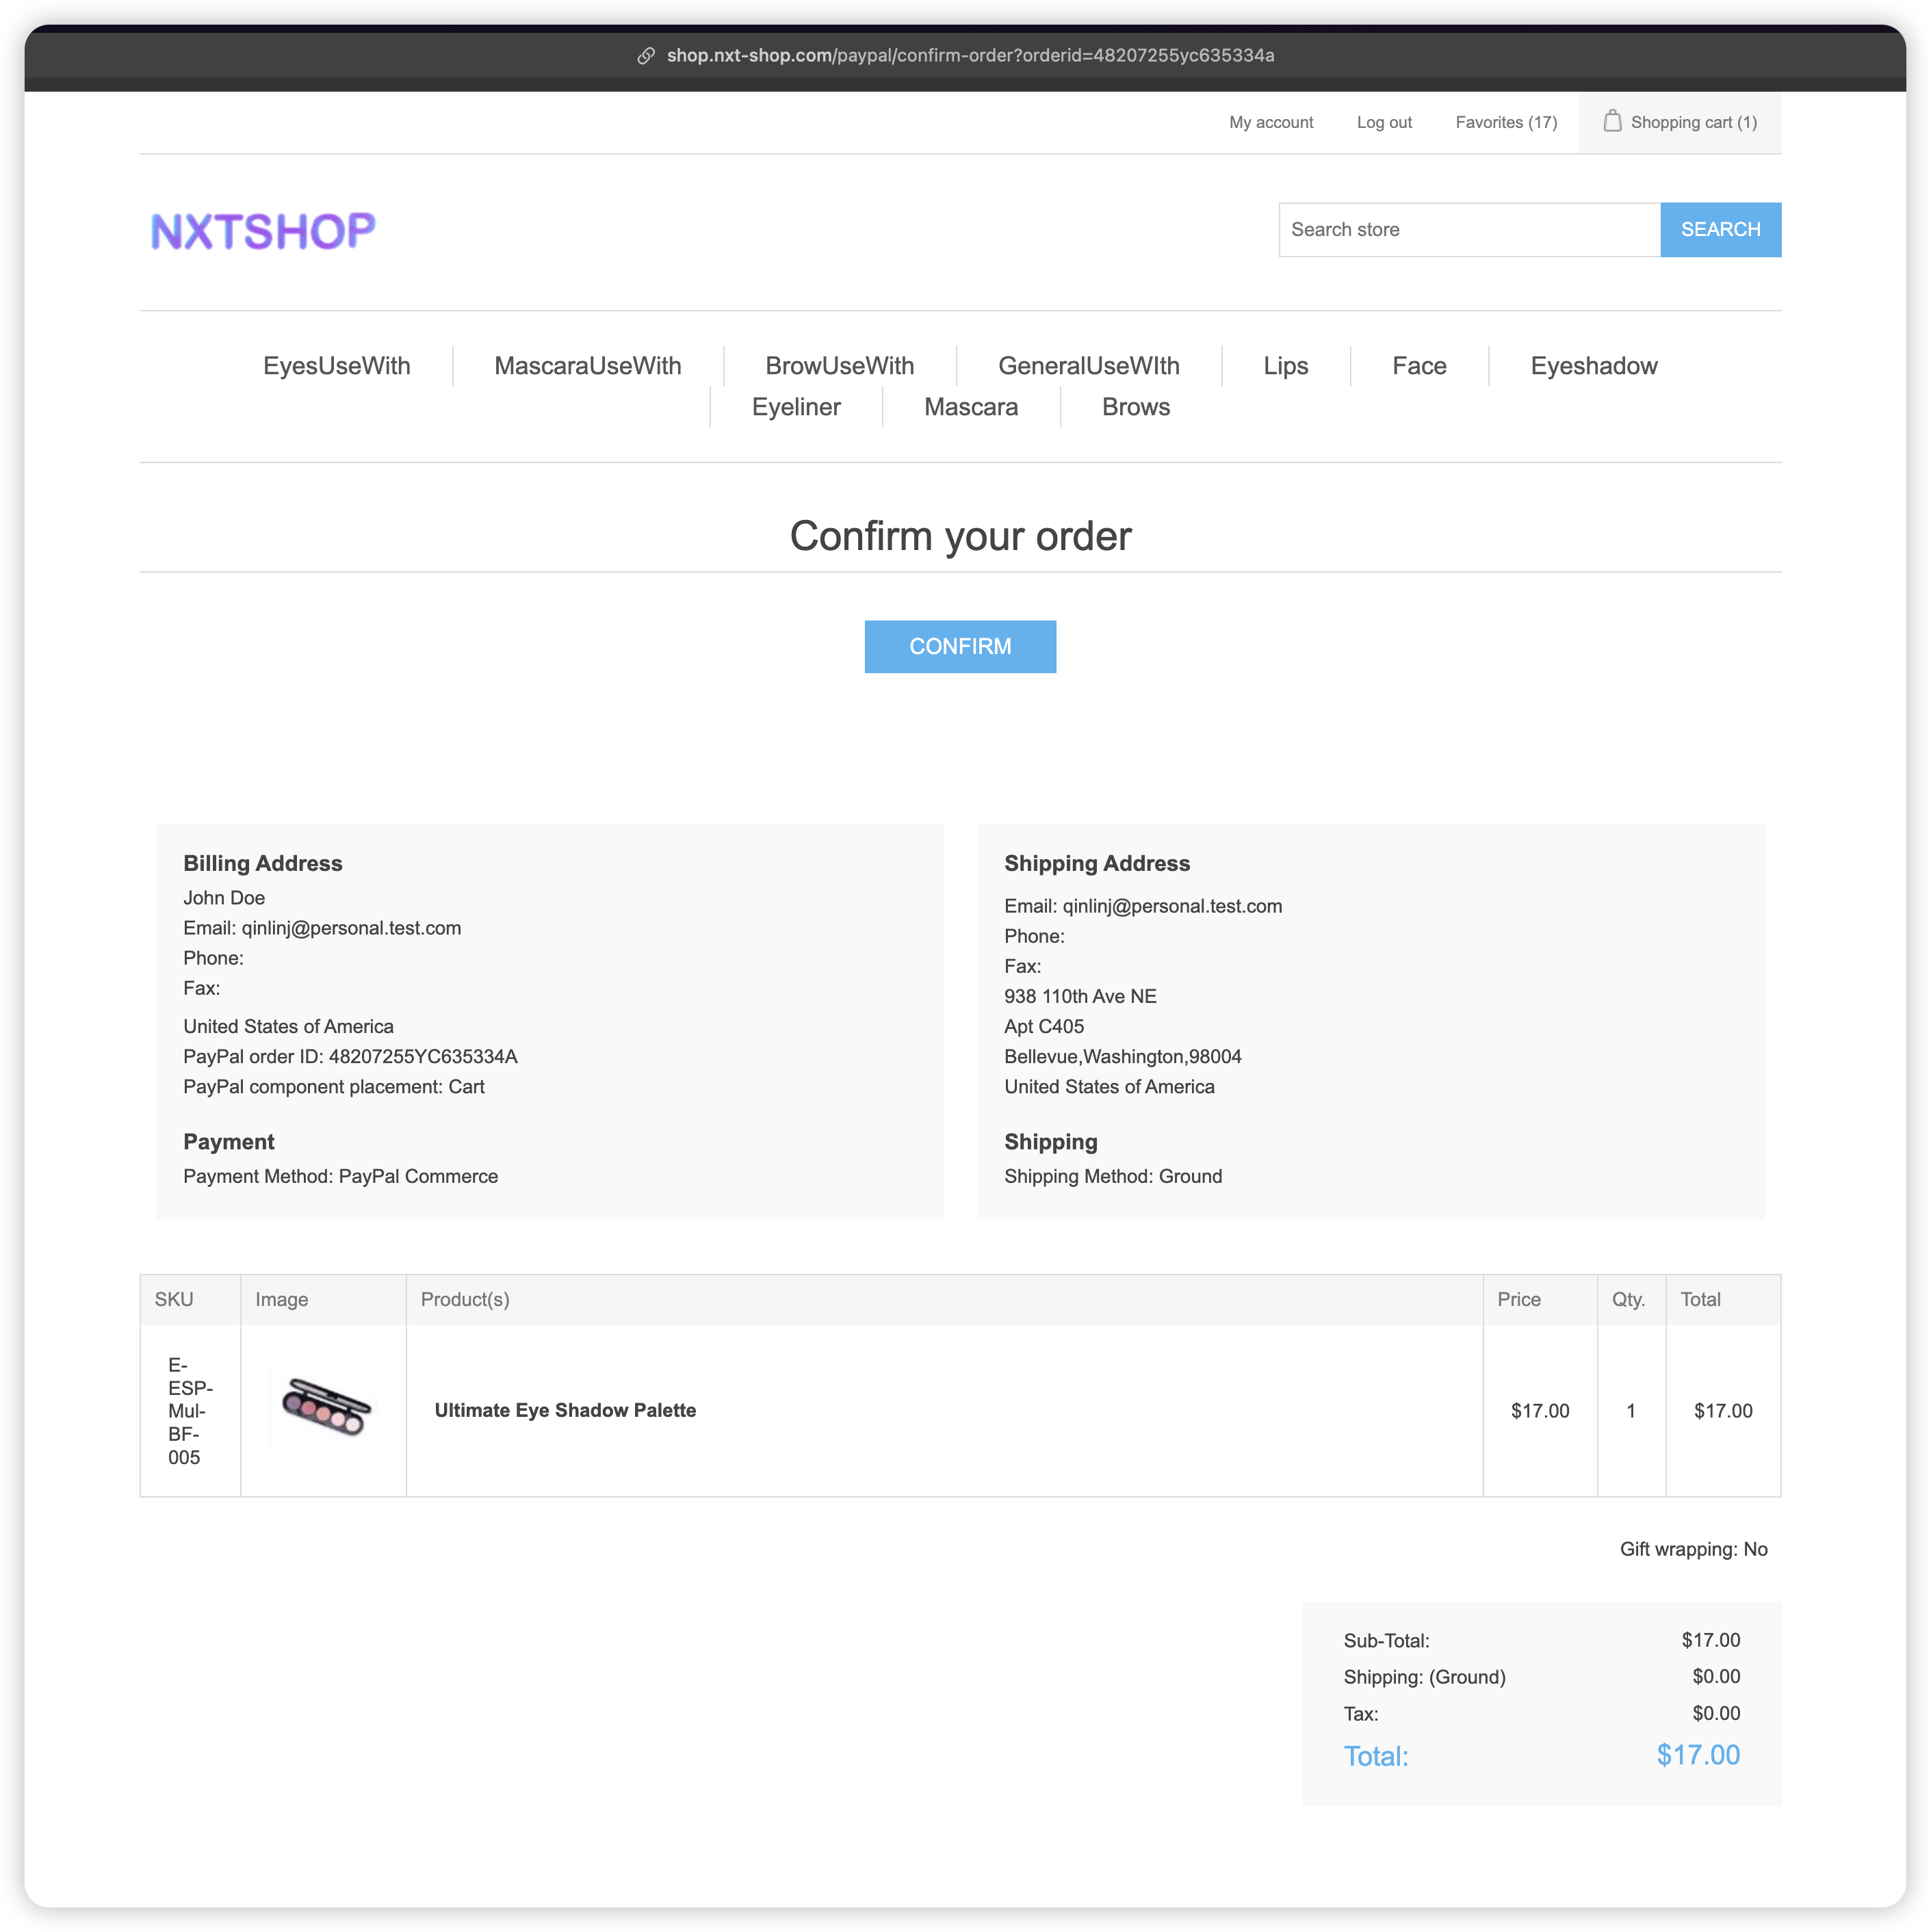 shop.nxt-shop.com/paypal/confirm-order?orderid=48207255yc635334a
My account Log out Favorites (17) Shopping cart (1)
NXTSHOP
Search store SEARCH
EyesUseWith MascaraUseWith BrowUseWith GeneralUseWIth Lips Face Eyeshadow
Eyeliner Mascara Brows
Confirm your order
CONFIRM
Billing Address
John Doe
Email: qinlinj@personal.test.com
Phone:
Fax:
United States of America
PayPal order ID: 48207255YC635334A
PayPal component placement: Cart
Payment
Payment Method: PayPal Commerce
Shipping Address
Email: qinlinj@personal.test.com
Phone:
Fax:
938 110th Ave NE
Apt C405
Bellevue,Washington,98004
United States of America
Shipping
Shipping Method: Ground
SKU Image Product(s) Price Qty. Total
E-
ESP-
Mul-
BF-
005
Ultimate Eye Shadow Palette $17.00 1 $17.00
Gift wrapping: No
Sub-Total: $17.00
Shipping: (Ground) $0.00
Tax: $0.00
Total: $17.00